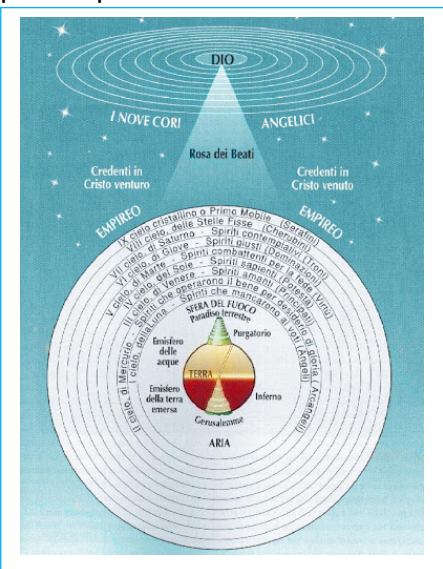 DIO
I NOVE CORI ANGELICI
Rosa dei Beati
Credenti in
Cristo venturo
Credenti in
Cristo venuto
EMPIREO
EMPIREO
IX cielo cristallino o Primo Mobile (Serafini)
VIII cielo, delle Stelle Fisse (Cherubini)
VII cielo, di Saturno - Spiriti contemplativi (Troni)
VI cielo, di Giove - Spiriti giusti (Dominazioni)
V cielo, di Marte - Spiriti combattenti per la fede (Virtù)
IV cielo, del Sole - Spiriti sapienti (Potestà)
III cielo, di Venere - Spiriti amanti (Principati)
II cielo, di Mercurio - Spiriti che operarono il bene per desiderio di gloria (Arcangeli)
I cielo, della Luna - Spiriti che mancarono ai voti (Angeli)
SFERA DEL FUOCO
Paradiso terrestre
Purgatorio
Emisfero
delle
acque
TERRA
Emisfero
della terra
emersa
Inferno
Gerusalemme
ARIA